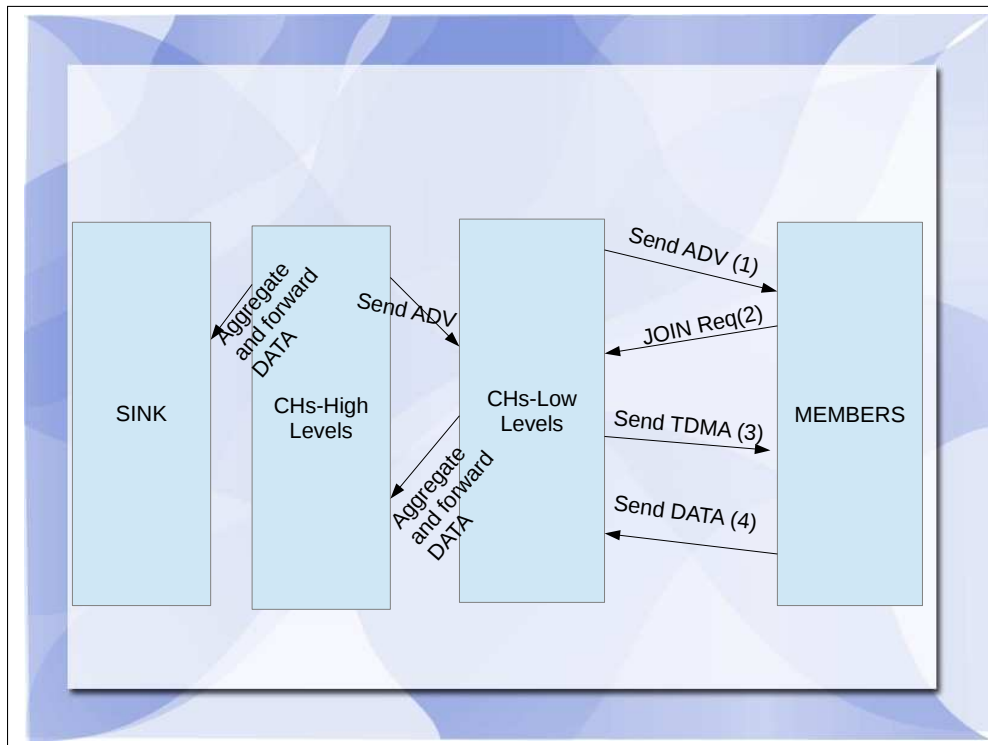 SINK
Aggregate
and forward
DATA
CHs-High
Levels
Send ADV
Aggregate
and forward
DATA
CHs-Low
Levels
Send ADV (1)
JOIN Req(2)
Send TDMA (3)
Send DATA (4)
MEMBERS